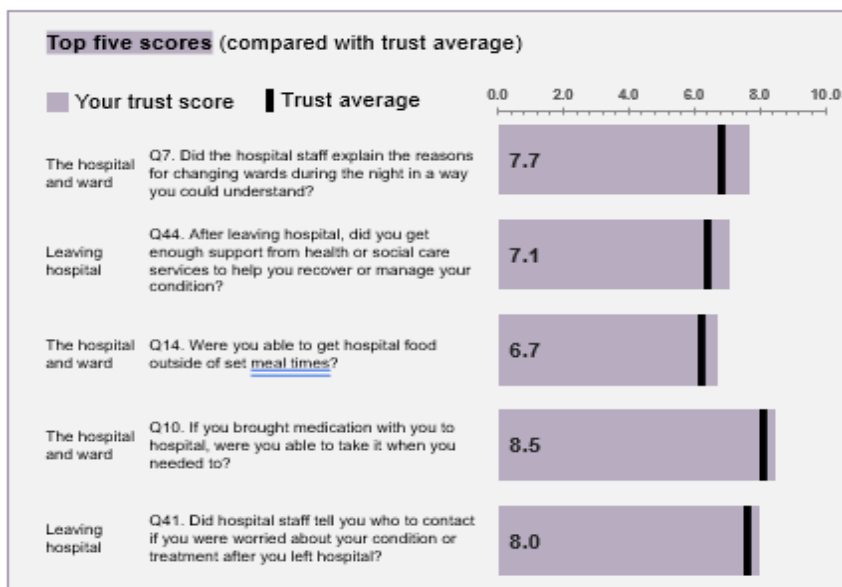 Top five scores (compared with trust average)
Your trust score
Trust average
0.0 2.0 4.0 6.0 8.0 10.0
The hospital
and ward
Q7. Did the hospital staff explain the reasons
for changing wards during the night in a way
you could understand?
7.7
Leaving
hospital
Q44. After leaving hospital, did you get
enough support from health or social care
services to help you recover or manage your
condition?
7.1
The hospital
and ward
Q14. Were you able to get hospital food
outside of set meal times?
6.7
The hospital
and ward
Q10. If you brought medication with you to
hospital, were you able to take it when you
needed to?
8.5
Leaving
hospital
Q41. Did hospital staff tell you who to contact
if you were worried about your condition or
treatment after you left hospital?
8.0